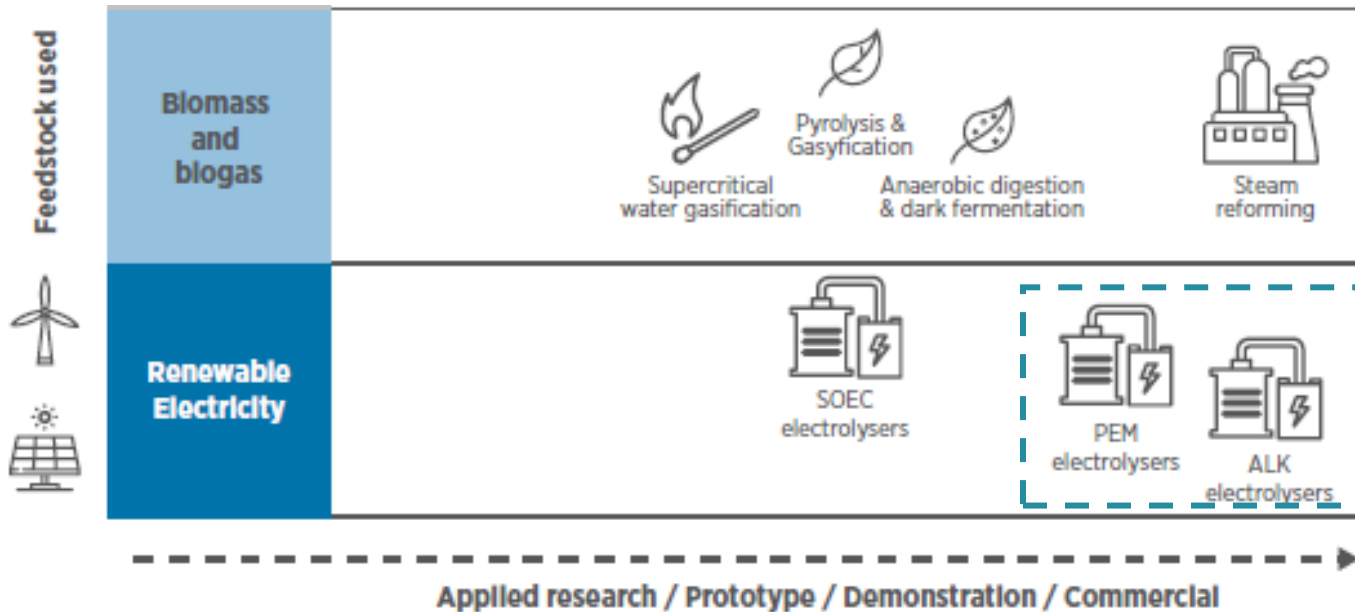 Feedstock used
Biomass
and
biogas
Supercritical
water gasification
Pyrolysis &
Gasyfication
Anaerobic digestion
& dark fermentation
Steam
reforming
Renewable
Electricity
SOEC
electrolysers
PEM
electrolysers
ALK
electrolysers
Applied research / Prototype / Demonstration / Commercial